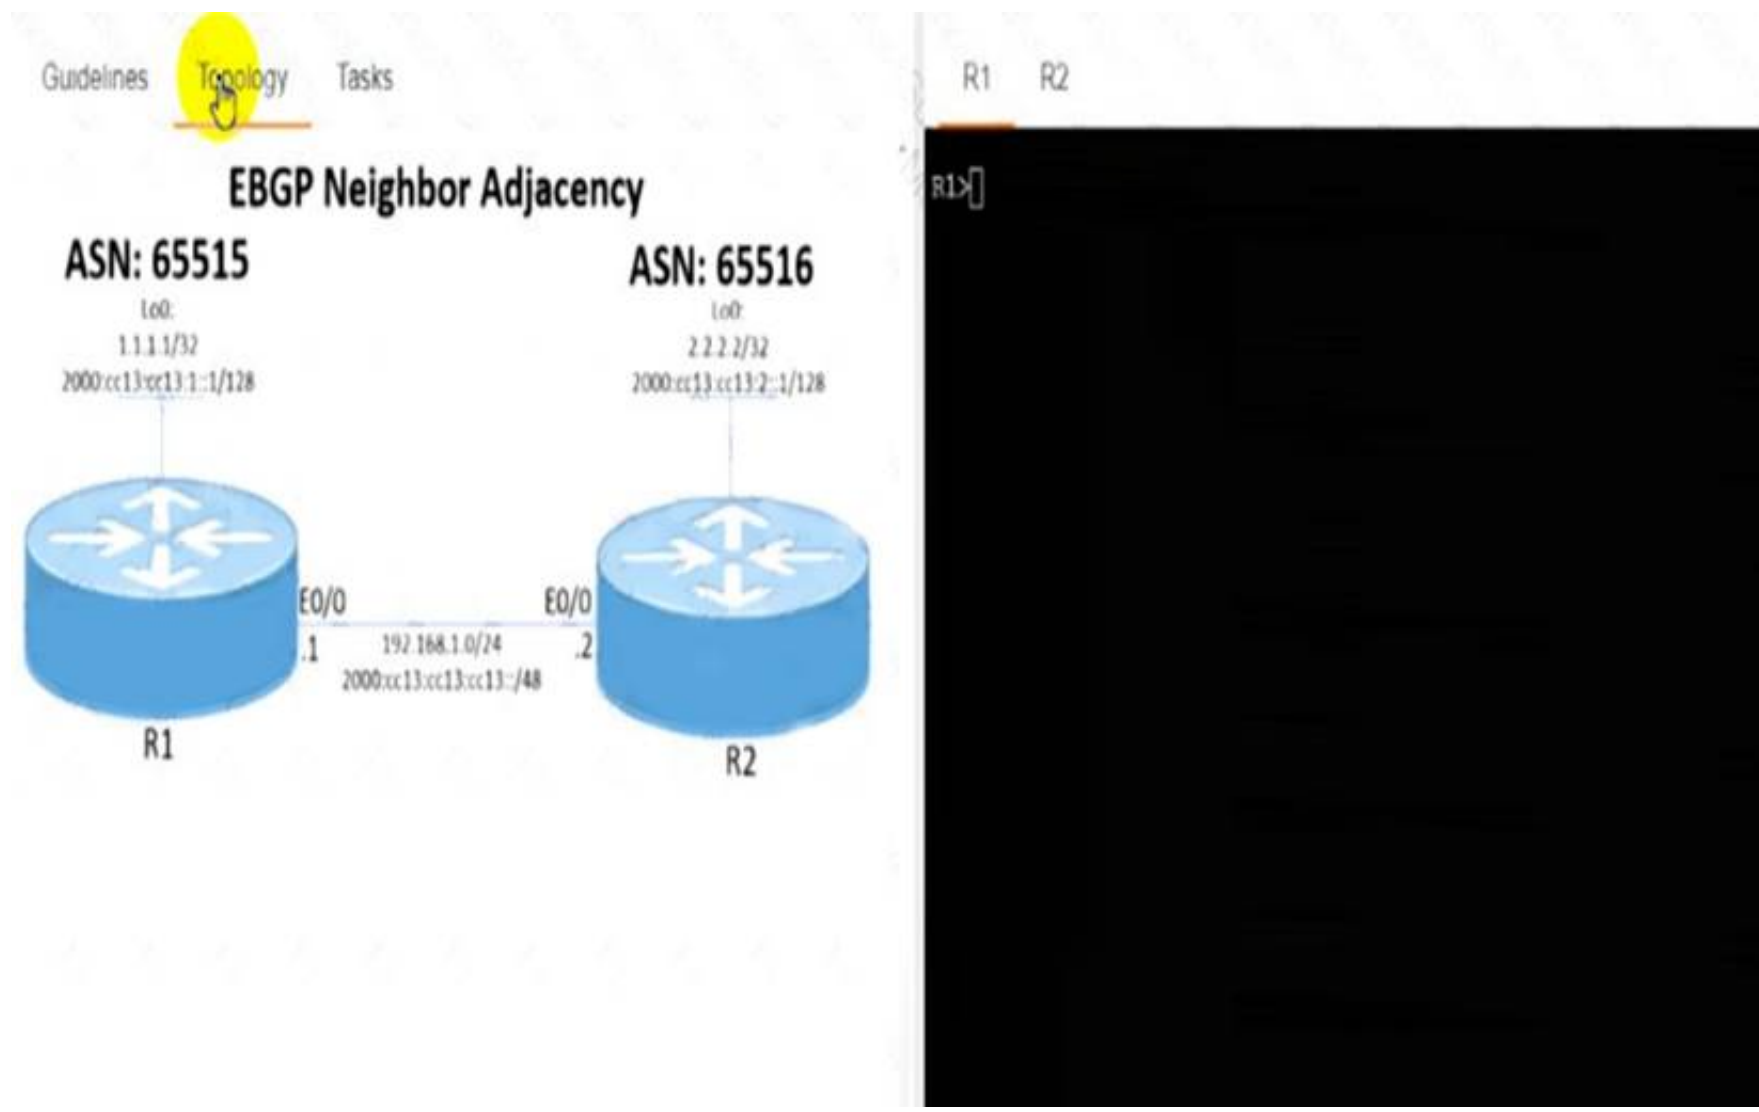 Guidelines Topology Tasks
R1 R2
R1>
EBGP Neighbor Adjacency
ASN: 65515
Lo0:
1.1.1.1/32
2000:cc13:cc13:1::1/128
ASN: 65516
Lo0:
2.2.2.2/32
2000:cc13:cc13:2::1/128
E0/0
.1
E0/0
.2
192.168.1.0/24
2000:cc13:cc13:cc13::/48
R1
R2